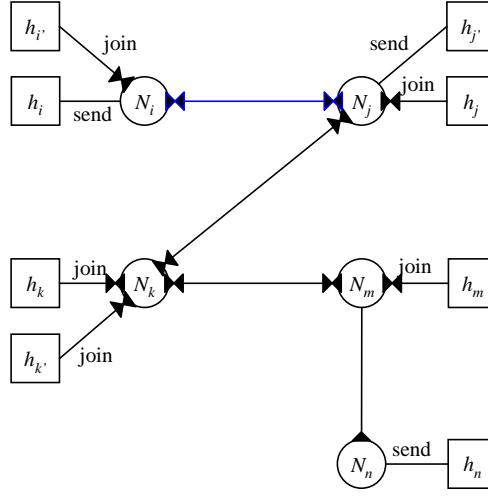 h_i' join send h_j'
h_i send N_i N_j join h_j
h_k join N_k N_m join h_m
h_k' join
N_n send h_n